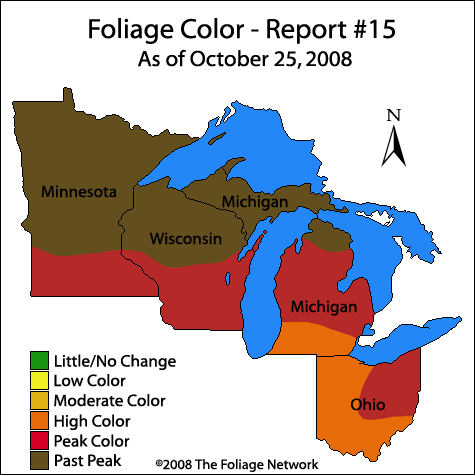 Foliage Color - Report #15
As of October 25, 2008
N
Minnesota
Michigan
Wisconsin
Michigan
Ohio
Little/No Change
Low Color
Moderate Color
High Color
Peak Color
Past Peak
©2008 The Foliage Network